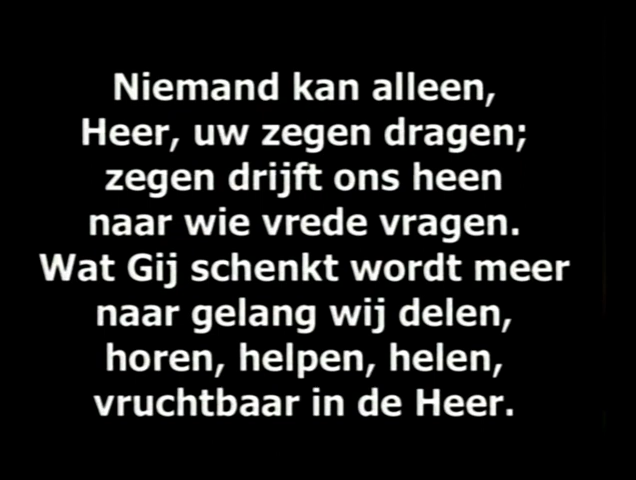 Niemand kan alleen,
Heer, uw zegen dragen;
zegen drijft ons heen
naar wie vrede vragen.
Wat Gij schenkt wordt meer
naar gelang wij delen,
horen, helpen, helen,
vruchtbaar in de Heer.